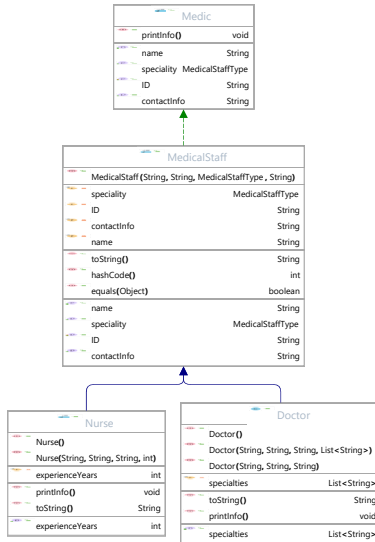 Medic
printInfo() void
name String
speciality MedicalStaffType
ID String
contactInfo String
MedicalStaff
MedicalStaff(String, String, MedicalStaffType, String)
speciality MedicalStaffType
ID String
contactInfo String
name String
toString() String
hashCode() int
equals(Object) boolean
name String
speciality MedicalStaffType
ID String
contactInfo String
Nurse
Nurse()
Nurse(String, String, String, int)
experienceYears int
printInfo() void
toString() String
experienceYears int
Doctor
Doctor()
Doctor(String, String, String, List<String>)
Doctor(String, String, String)
specialties List<String>
toString() String
printInfo() void
specialties List<String>